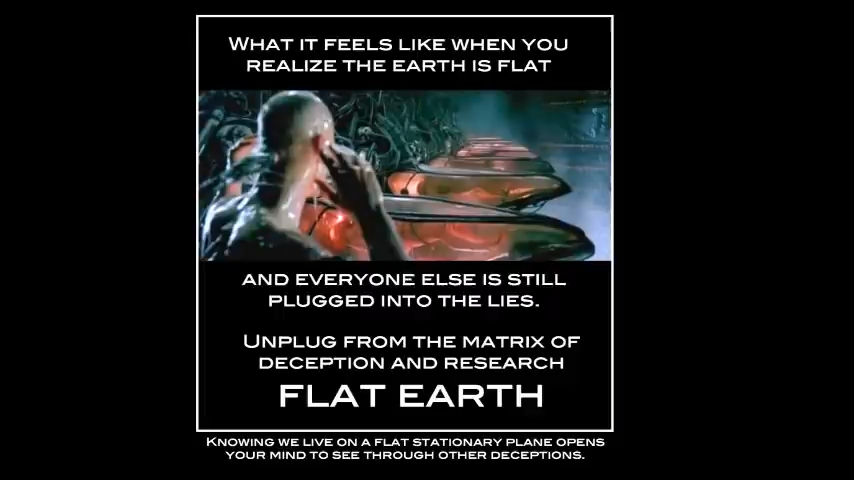 WHAT IT FEELS LIKE WHEN YOU
REALIZE THE EARTH IS FLAT
AND EVERYONE ELSE IS STILL
PLUGGED INTO THE LIES.
UNPLUG FROM THE MATRIX OF
DECEPTION AND RESEARCH
FLAT EARTH
KNOWING WE LIVE ON A FLAT STATIONARY PLANE OPENS
YOUR MIND TO SEE THROUGH OTHER DECEPTIONS.